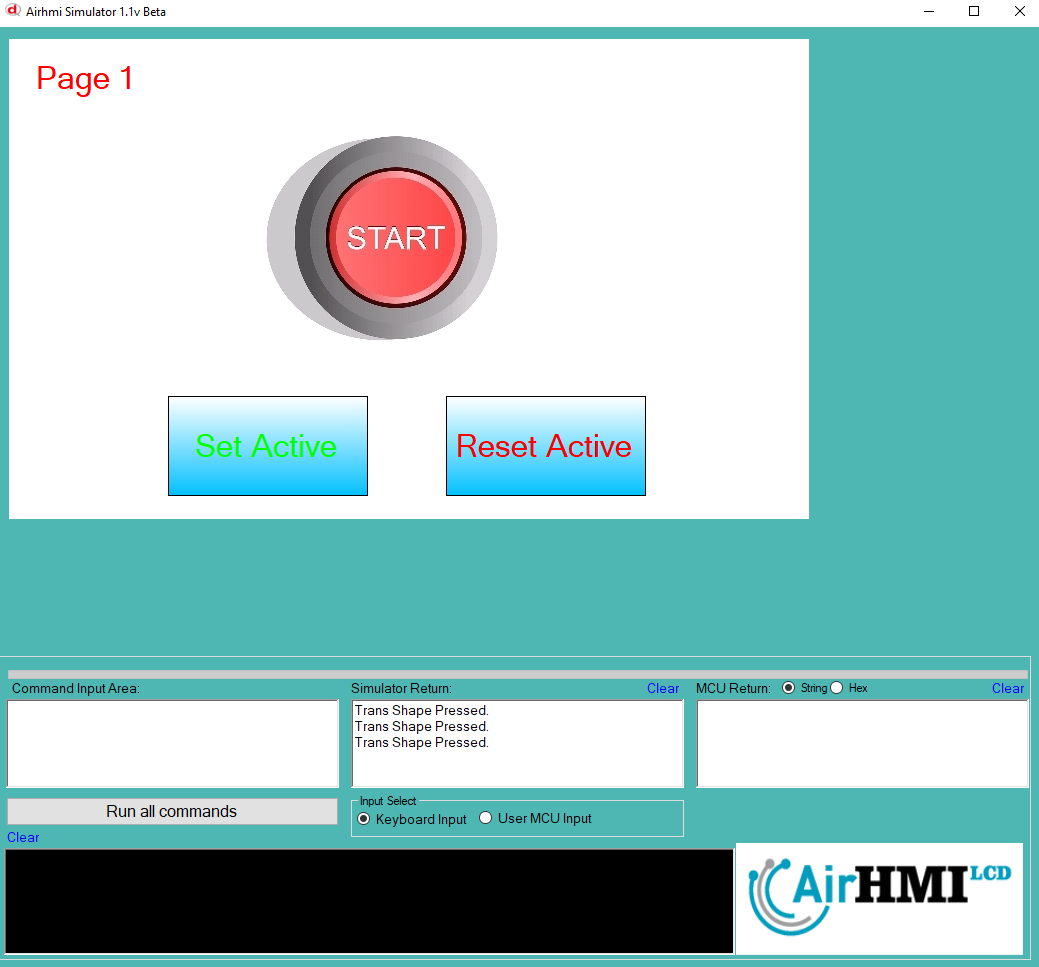 Airhmi Simulator 1.1v Beta
Page 1
START
Set Active
Reset Active
Command Input Area:
Simulator Return:
Clear
MCU Return:
String
Hex
Clear
Trans Shape Pressed.
Trans Shape Pressed.
Trans Shape Pressed.
Run all commands
Input Select
Keyboard Input
User MCU Input
Clear
AirHMI LCD